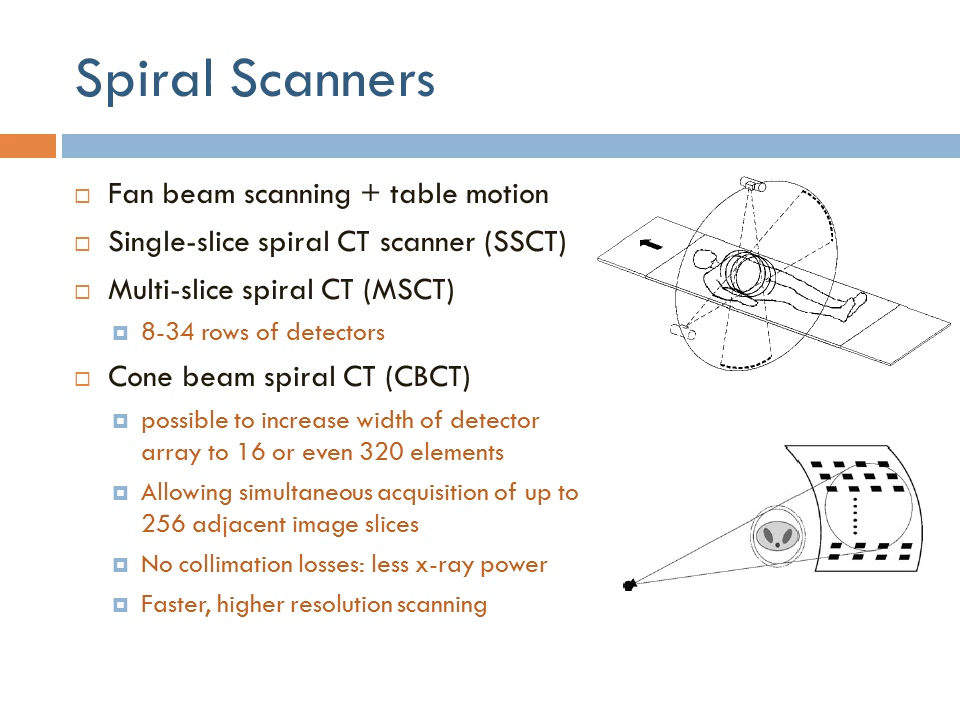 Spiral Scanners
Fan beam scanning + table motion
Single-slice spiral CT scanner (SSCT)
Multi-slice spiral CT (MSCT)
8-34 rows of detectors
Cone beam spiral CT (CBCT)
possible to increase width of detector
array to 16 or even 320 elements
Allowing simultaneous acquisition of up to
256 adjacent image slices
No collimation losses: less x-ray power
Faster, higher resolution scanning